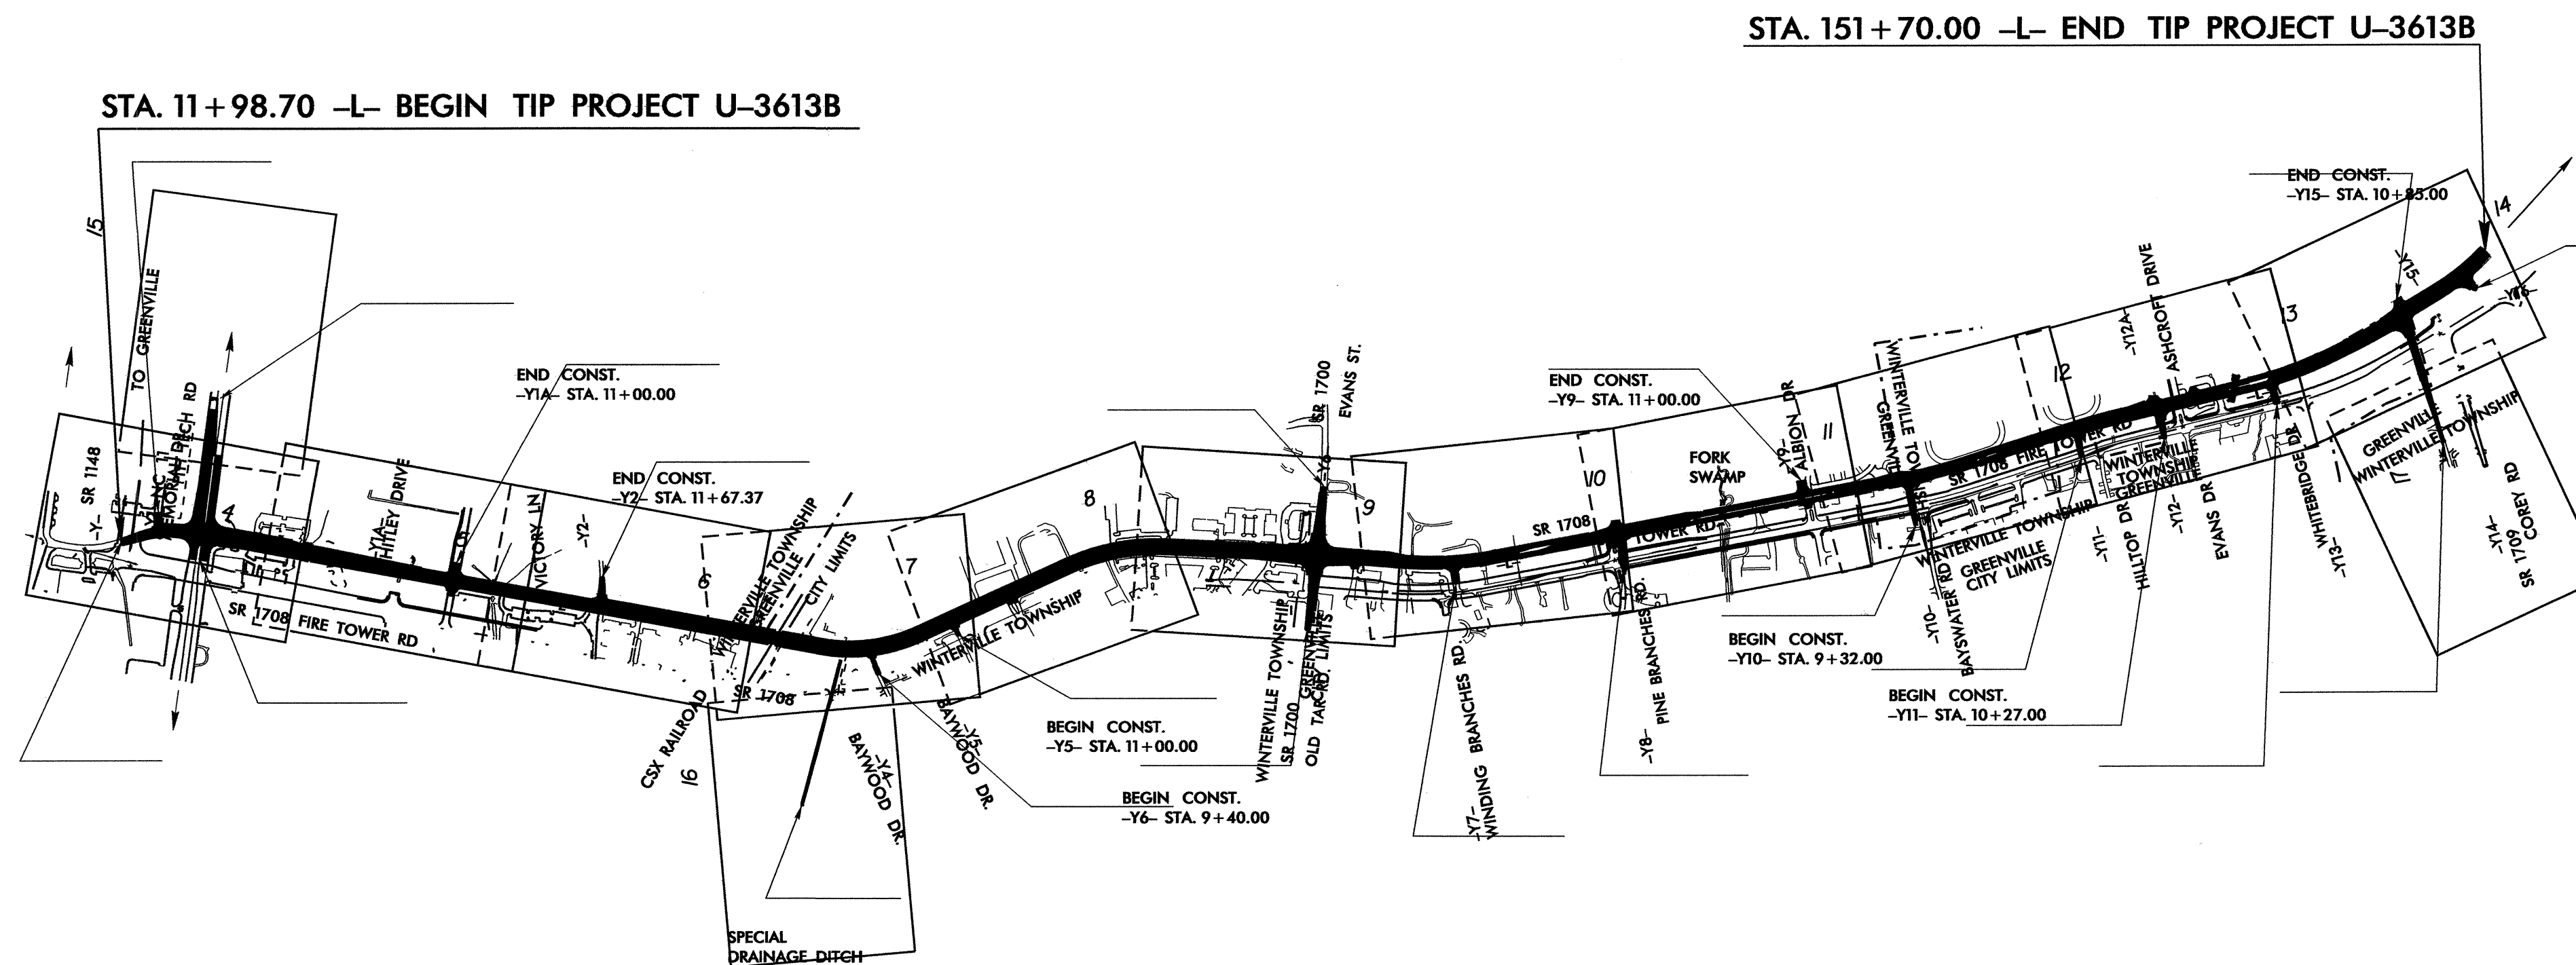 STA. 151+70.00 –L– END TIP PROJECT U–3613B
STA. 11+98.70 –L– BEGIN TIP PROJECT U–3613B
END CONST.
–Y15– STA. 10+85.00
14
15
TO GREENVILLE
–Y15–
ASHCROFT DRIVE
–Y12A–
13
END CONST.
–Y1A– STA. 11+00.00
SR 1700
EVANS ST.
END CONST.
–Y9– STA. 11+00.00
12
–Y9–
ALBION DR
11
SR 1148
–Y–
4
–Y1A–
WHITLEY DRIVE
5
VICTORY LN
–Y2–
END CONST.
–Y2– STA. 11+67.37
8
9
10
FORK
SWAMP
SR 1708 FIRE TOWER RD
WINTERVILLE
TOWNSHIP
GREENVILLE
GREENVILLE
WINTERVILLE TOWNSHIP
17
SR 1708
TOWER RD
6
WINTERVILLE TOWNSHIP
GREENVILLE
CITY LIMITS
7
SR 1708 FIRE TOWER RD
WINTERVILLE TOWNSHIP
WINTERVILLE TOWNSHIP
GREENVILLE
CITY LIMITS
–Y10–
BAYSWATER RD
–Y11–
HILLTOP DR
–Y12–
EVANS DR
WHITEBRIDGE DR
–Y13–
–Y14–
SR 1709
COREY RD
BEGIN CONST.
–Y10– STA. 9+32.00
BEGIN CONST.
–Y11– STA. 10+27.00
SR 1708
CSX RAILROAD
16
–Y4–
BAYWOOD DR.
–Y5–
BAYWOOD DR.
BEGIN CONST.
–Y5– STA. 11+00.00
BEGIN CONST.
–Y6– STA. 9+40.00
WINTERVILLE TOWNSHIP
SR 1700
OLD TAR RD.
–Y7–
WINDING BRANCHES RD.
–Y8–
PINE BRANCHES RD.
SPECIAL
DRAINAGE DITCH